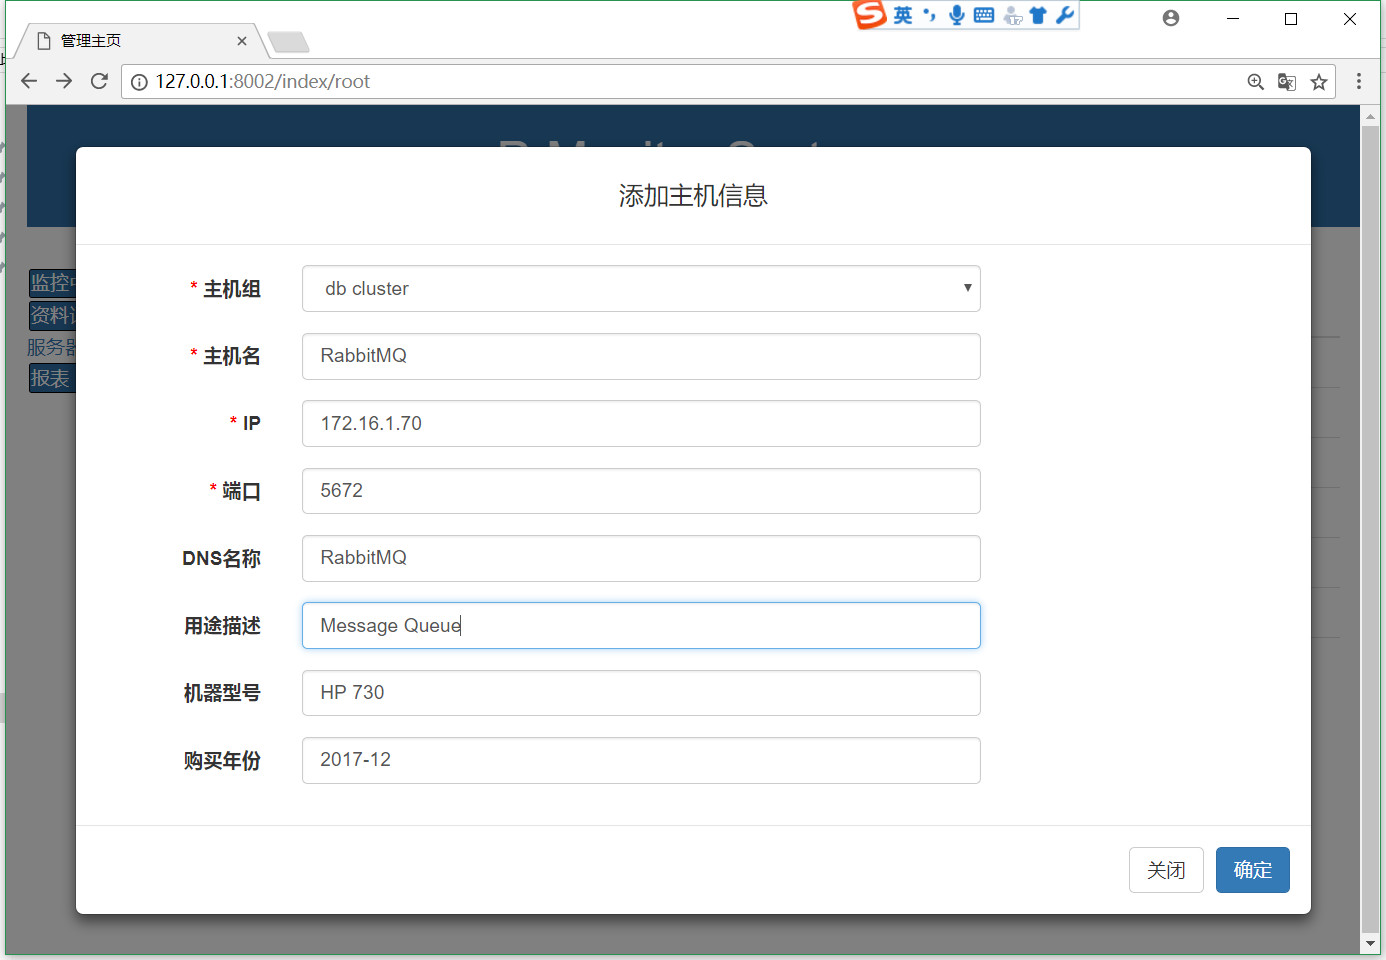 英
管理主页
127.0.0.1:8002/index/root
添加主机信息
监控
资料
服务器
报表
* 主机组 db cluster
* 主机名 RabbitMQ
* IP 172.16.1.70
* 端口 5672
DNS名称 RabbitMQ
用途描述 Message Queue
机器型号 HP 730
购买年份 2017-12
关闭 确定